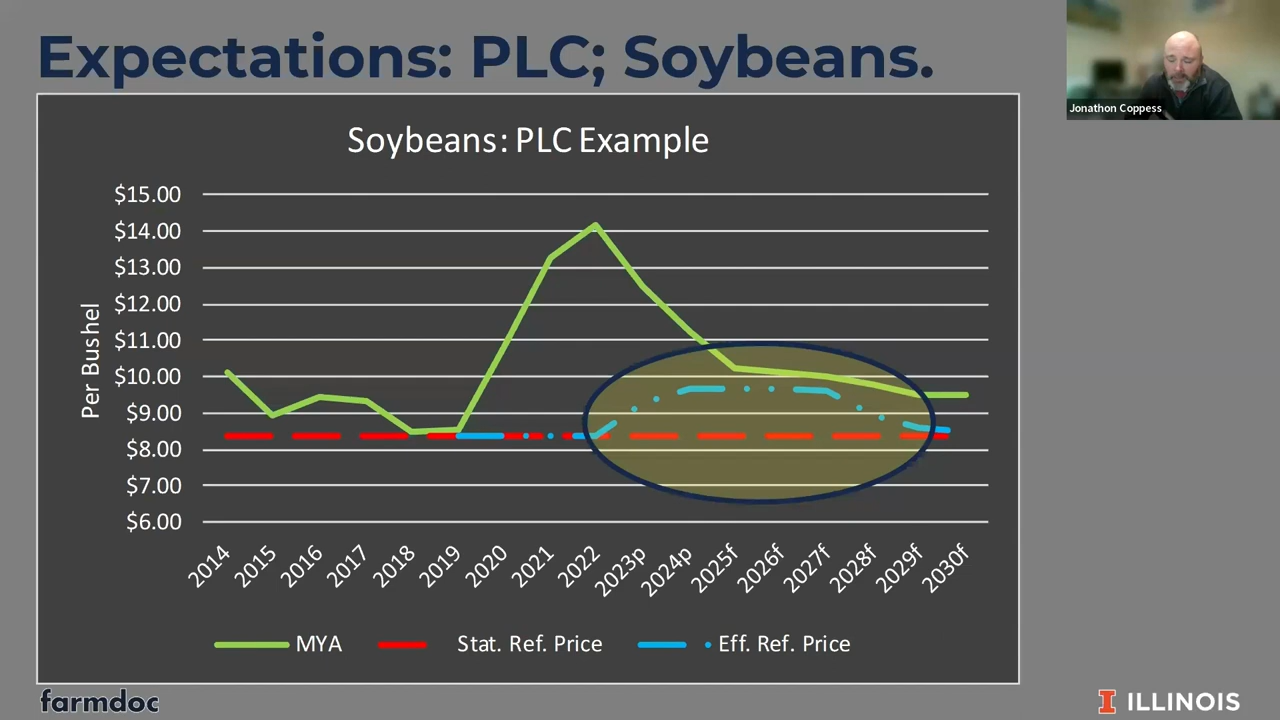 Expectations: PLC; Soybeans.
Jonathon Coppess
Soybeans: PLC Example
Per Bushel
$15.00
$14.00
$13.00
$12.00
$11.00
$10.00
$9.00
$8.00
$7.00
$6.00
2014 2015 2016 2017 2018 2019 2020 2021 2022 2023p 2024p 2025f 2026f 2027f 2028f 2029f 2030f
MYA Stat. Ref. Price Eff. Ref. Price
farmdoc
I ILLINOIS